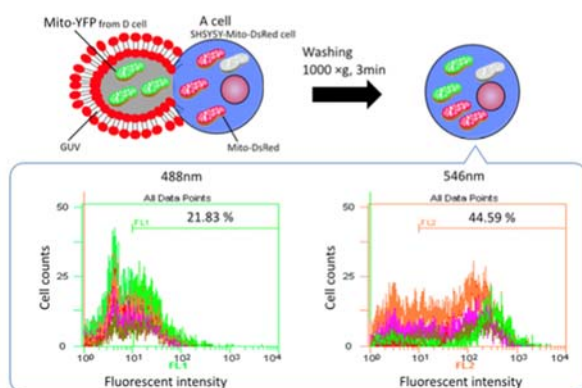 Mito-YFP from D cell
A cell
SHSY5Y-Mito-DsRed cell
Washing
1000 ×g, 3min
GUV
Mito-DsRed
488nm
546nm
All Data Points
FL1
21.83 %
50
25
0
Cell counts
10⁰ 10¹ 10² 10³ 10⁴
FL1
Fluorescent intensity
All Data Points
FL2
44.59 %
50
25
0
Cell counts
10⁰ 10¹ 10² 10³ 10⁴
FL2
Fluorescent intensity